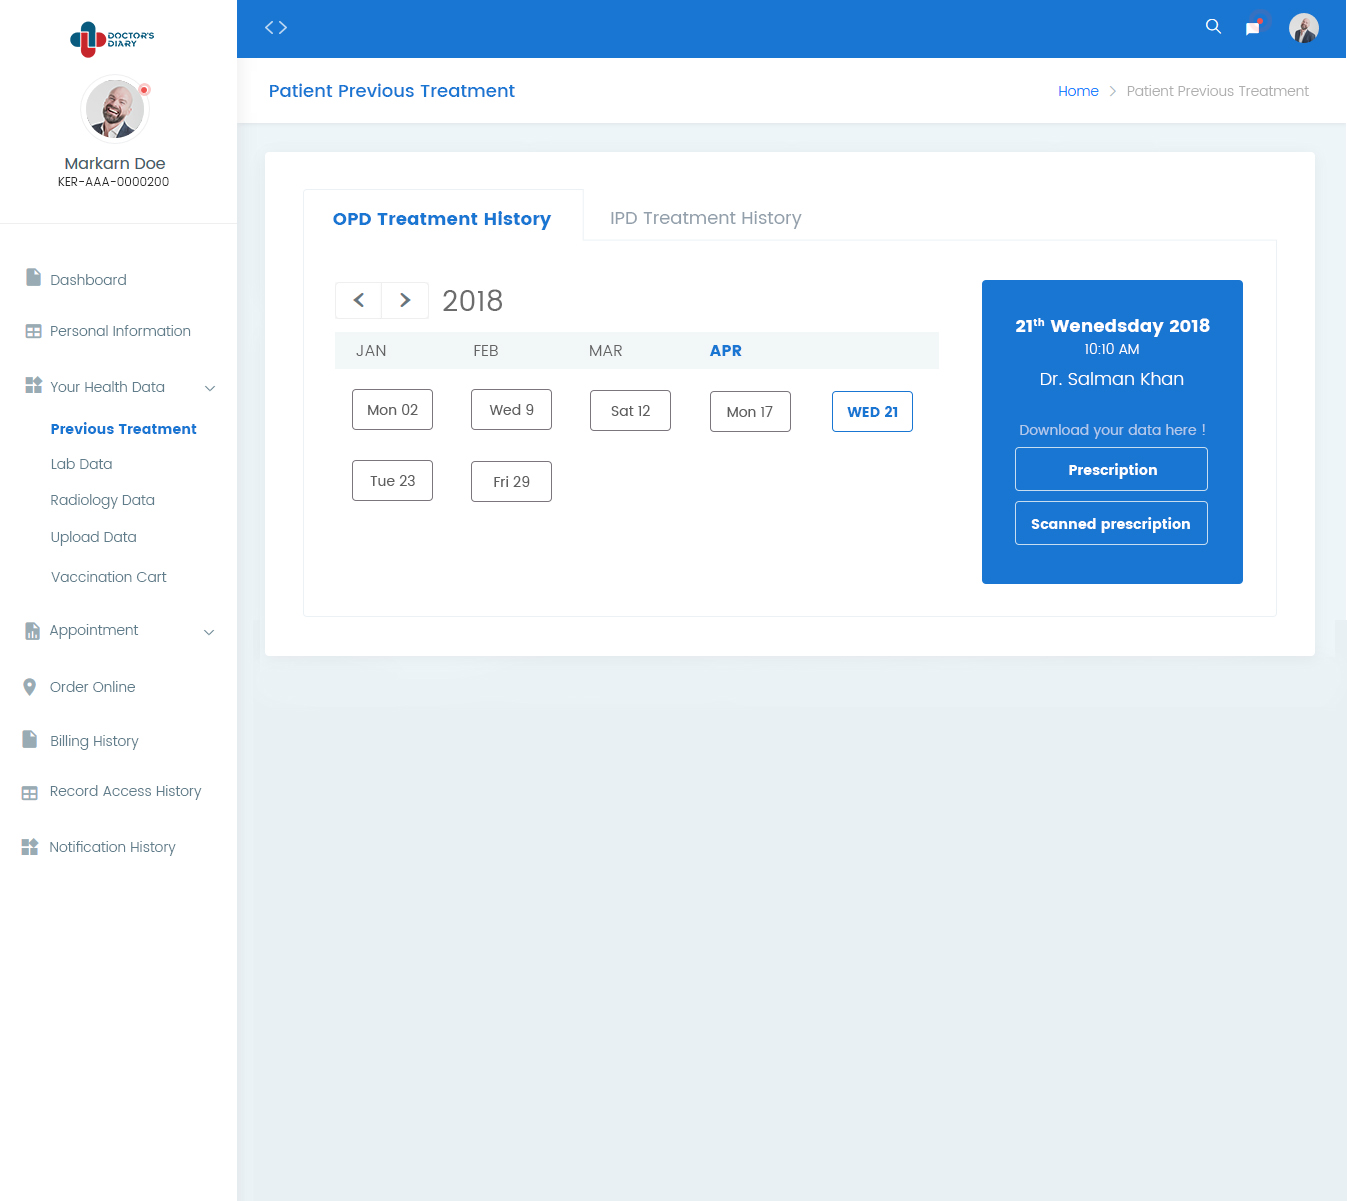 DOCTOR'S
DIARY
Markarn Doe
KER-AAA-0000200
Dashboard
Personal Information
Your Health Data
Previous Treatment
Lab Data
Radiology Data
Upload Data
Vaccination Cart
Appointment
Order Online
Billing History
Record Access History
Notification History
Patient Previous Treatment
Home > Patient Previous Treatment
OPD Treatment History
IPD Treatment History
< > 2018
JAN FEB MAR APR
Mon 02 Wed 9 Sat 12 Mon 17 WED 21
Tue 23 Fri 29
21th Wenedsday 2018
10:10 AM
Dr. Salman Khan
Download your data here !
Prescription
Scanned prescription